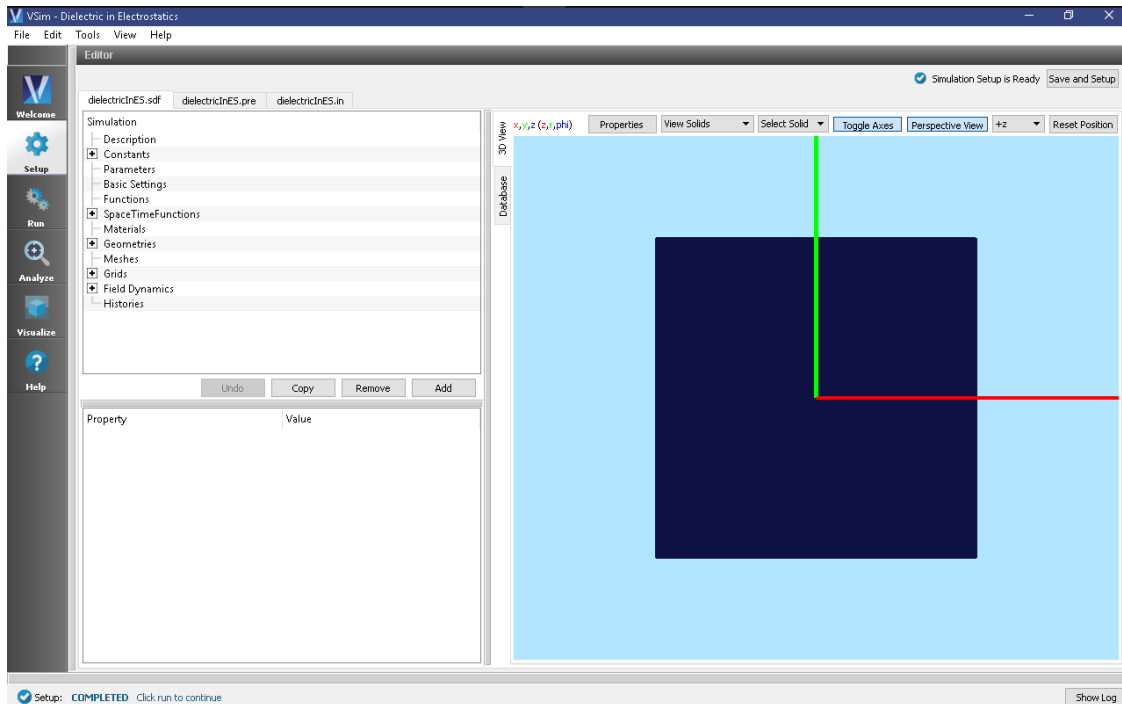 VSim - Dielectric in Electrostatics
File Edit Tools View Help
Editor
Simulation Setup is Ready Save and Setup
Welcome
Setup
Run
Analyze
Visualize
Help
dielectricInES.sdf dielectricInES.pre dielectricInES.in
Simulation
Description
Constants
Parameters
Basic Settings
Functions
SpaceTimeFunctions
Materials
Geometries
Meshes
Grids
Field Dynamics
Histories
Undo Copy Remove Add
Property Value
3D View
Database
x,y,z (z,r,phi) Properties View Solids Select Solid Toggle Axes Perspective View +z Reset Position
Setup: COMPLETED Click run to continue
Show Log